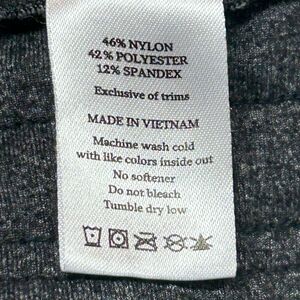 46% NYLON
42% POLYESTER
12% SPANDEX
Exclusive of trims
MADE IN VIETNAM
Machine wash cold
with like colors inside out
No softener
Do not bleach
Tumble dry low